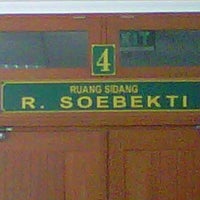 4
RUANG SIDANG
R. SOEBEKTI